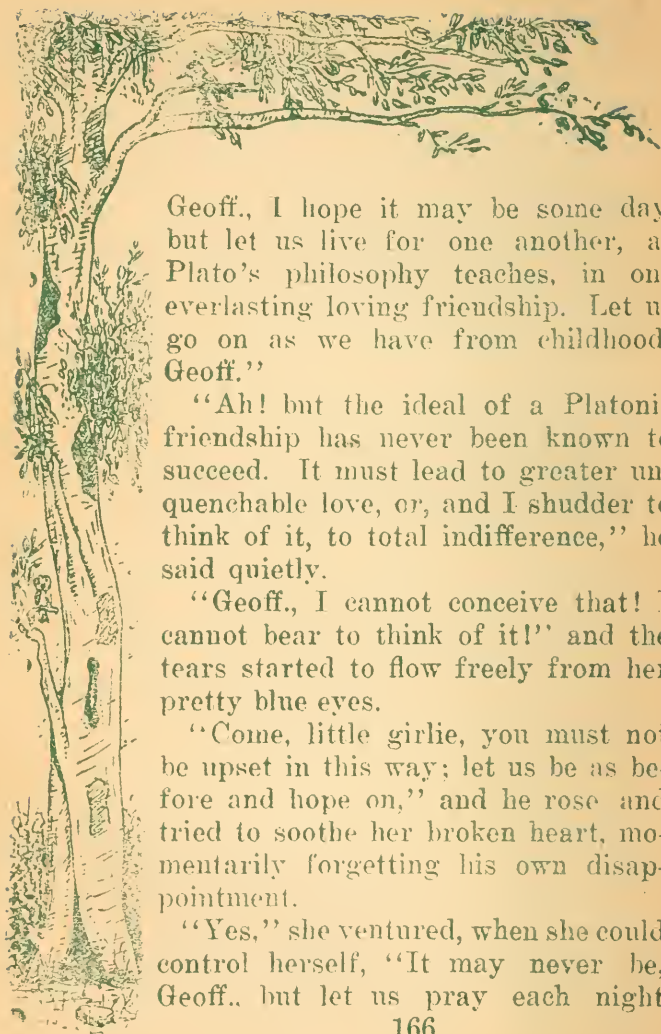 Geoff., I hope it may be some day
but let us live for one another, a
Plato's philosophy teaches, in on
everlasting loving friendship. Let u
go on as we have from childhood
Geoff."
"Ah! but the ideal of a Platoni
friendship has never been known t
succeed. It must lead to greater un
quenchable love, or, and I shudder t
think of it, to total indifference," h
said quietly.
"Geoff., I cannot conceive that! I
cannot bear to think of it!" and the
tears started to flow freely from her
pretty blue eyes.
"Come, little girlie, you must not
be upset in this way; let us be as be-
fore and hope on," and he rose and
tried to soothe her broken heart, mo-
mentarily forgetting his own disap-
pointment.
"Yes," she ventured, when she could
control herself, "It may never be,
Geoff.. but let us pray each night
166